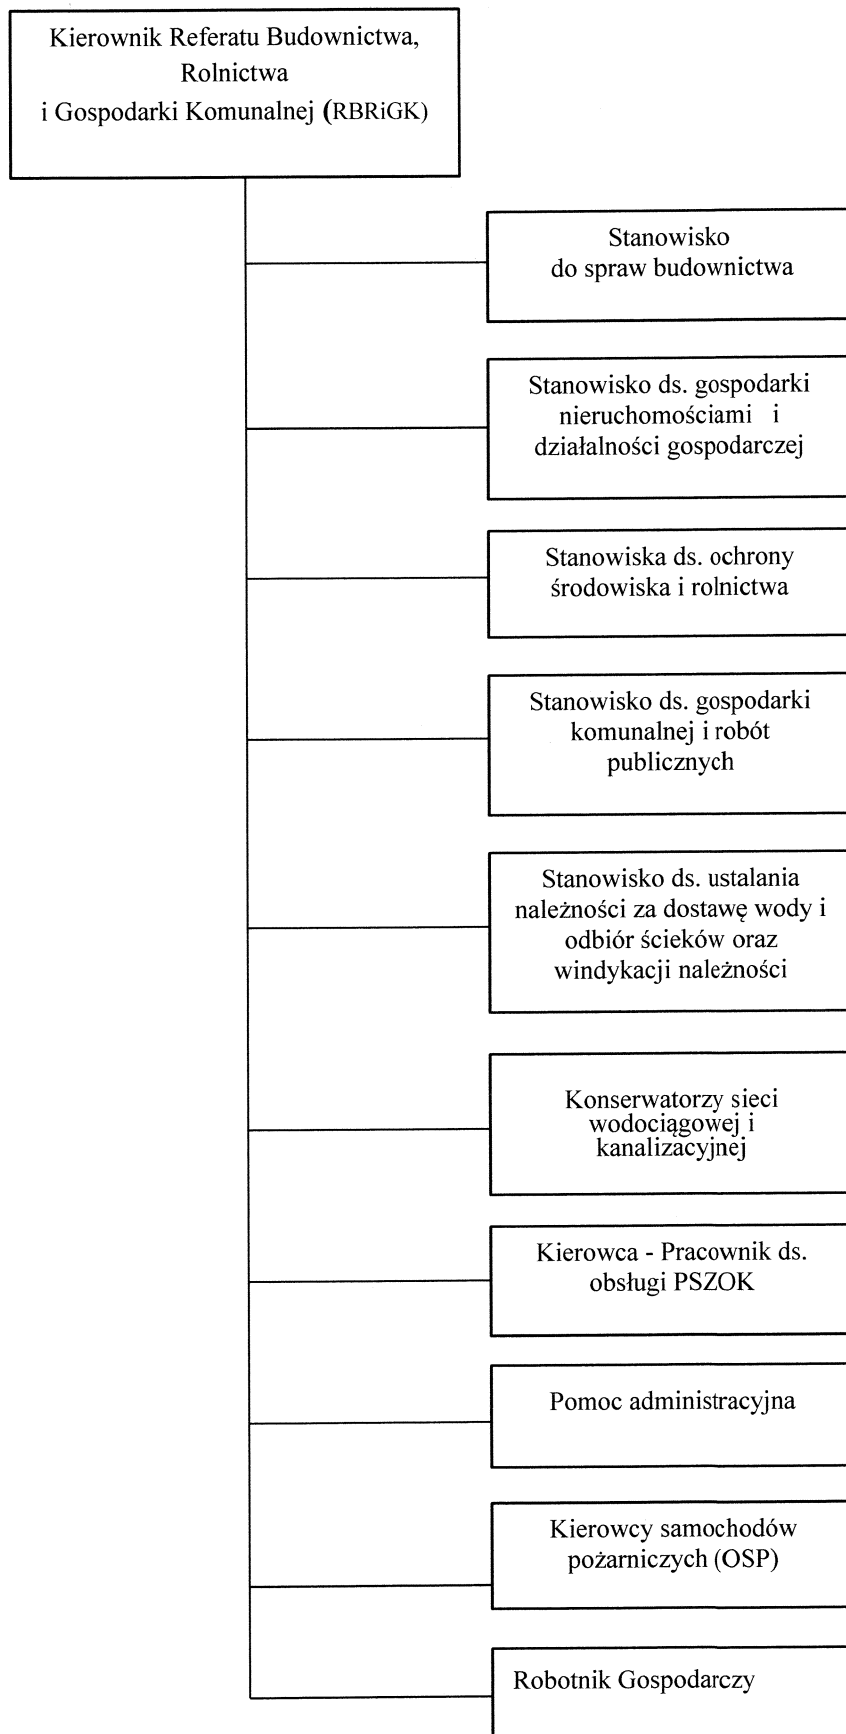 Kierownik Referatu Budownictwa,
Rolnictwa
i Gospodarki Komunalnej (RBRiGK)
Stanowisko
do spraw budownictwa
Stanowisko ds. gospodarki
nieruchomościami i
działalności gospodarczej
Stanowiska ds. ochrony
środowiska i rolnictwa
Stanowisko ds. gospodarki
komunalnej i robót
publicznych
Stanowisko ds. ustalania
należności za dostawę wody i
odbiór ścieków oraz
windykacji należności
Konserwatorzy sieci
wodociągowej i
kanalizacyjnej
Kierowca - Pracownik ds.
obsługi PSZOK
Pomoc administracyjna
Kierowcy samochodów
pożarniczych (OSP)
Robotnik Gospodarczy